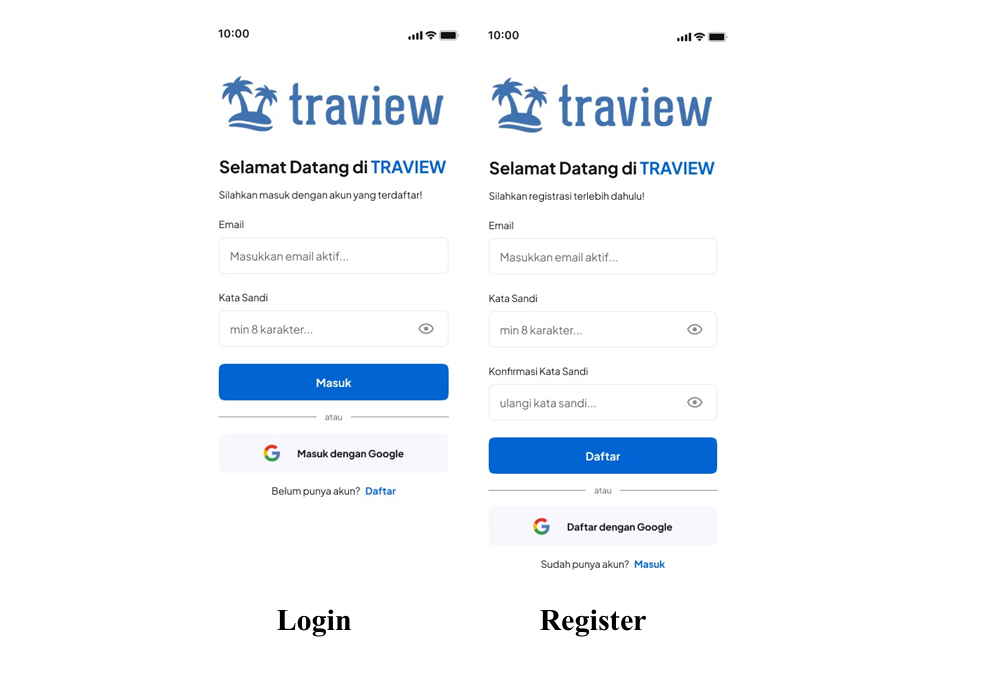 10:00
traview
Selamat Datang di TRAVIEW
Silahkan masuk dengan akun yang terdaftar!
Email
Masukkan email aktif...
Kata Sandi
min 8 karakter...
Masuk
atau
Masuk dengan Google
Belum punya akun? Daftar
Login
10:00
traview
Selamat Datang di TRAVIEW
Silahkan registrasi terlebih dahulu!
Email
Masukkan email aktif...
Kata Sandi
min 8 karakter...
Konfirmasi Kata Sandi
ulangi kata sandi...
Daftar
atau
Daftar dengan Google
Sudah punya akun? Masuk
Register